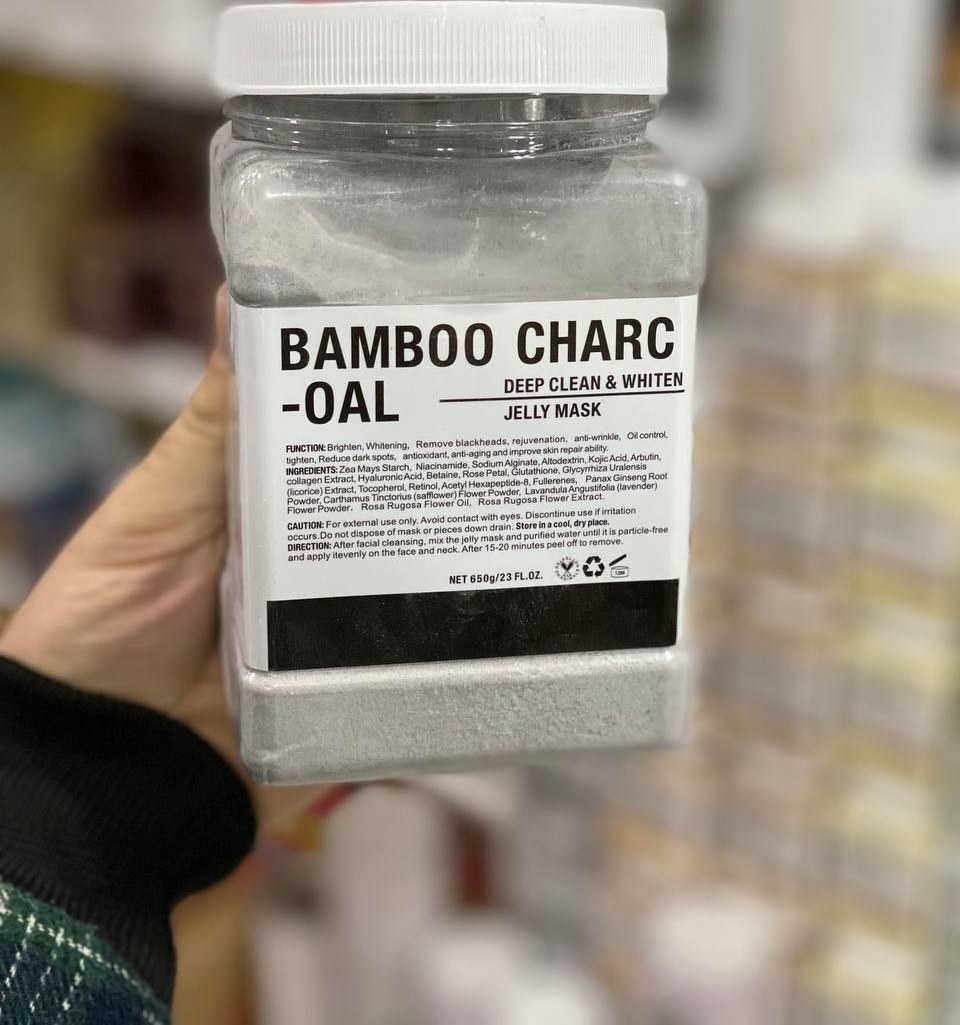 BAMBOO CHARC
-OAL
DEEP CLEAN & WHITEN
JELLY MASK
FUNCTION: Brighten, Whitening, Remove blackheads, rejuvenation, anti-wrinkle, Oil control,
tighten, Reduce dark spots, antioxidant, anti-aging and improve skin repair ability.
INGREDIENTS: Zea Mays Starch, Niacinamide, Sodium Alginate, Altodextrin, Kojic Acid, Arbutin,
collagen Extract, Hyaluronic Acid, Betaine, Rose Petal, Glutathione, Glycyrrhiza Uralensis
(licorice) Extract, Tocopherol, Retinol, Acetyl Hexapeptide-8, Fullerenes, Panax Ginseng Root
Powder, Carthamus Tinctorius (safflower) Flower Powder, Lavandula Angustifolia (lavender)
Flower Powder, Rosa Rugosa Flower Oil, Rosa Rugosa Flower Extract.
CAUTION: For external use only. Avoid contact with eyes. Discontinue use if irritation
occurs.Do not dispose of mask or pieces down drain. Store in a cool, dry place.
DIRECTION: After facial cleansing, mix the jelly mask and purified water until it is particle-free
and apply itevenly on the face and neck. After 15-20 minutes peel off to remove.
NET 650g/23 FL.OZ.
12M